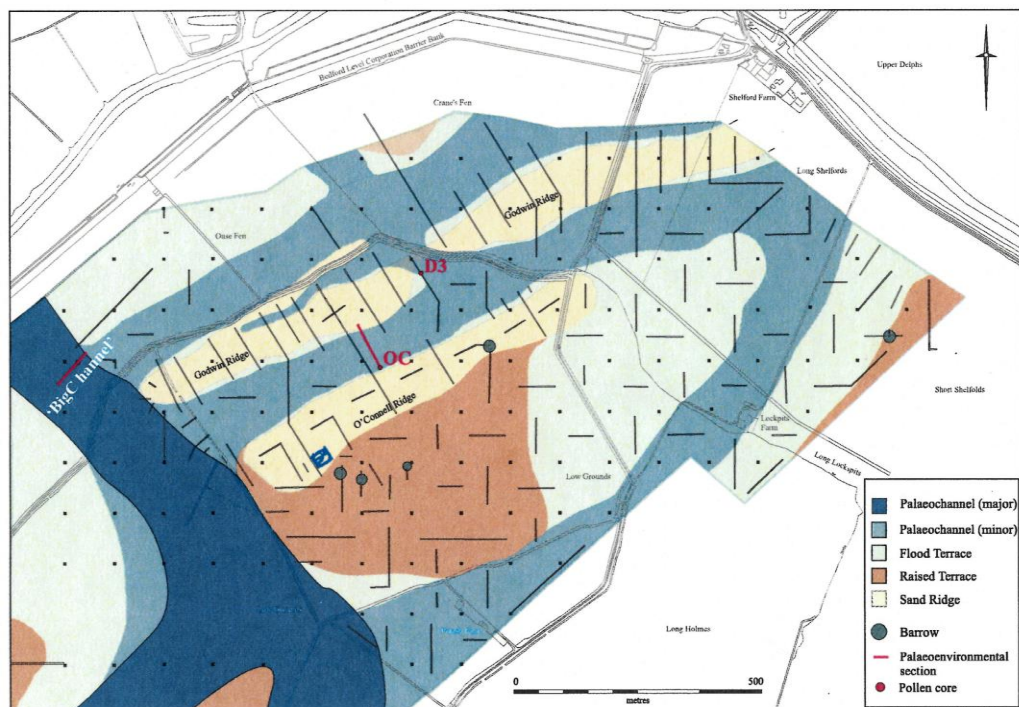 Bedford Level Corporation Barrier Bank
Upper Delphs
Crane's Fen
Shelford Farm
Long Shelfords
Godwin Ridge
Ouse Fen
D3
'BigC hannel'
OC
Godwin Ridge
O'Connell Ridge
Short Shelfolds
Lockpits
Farm
Low Grounds
Long Lockspits
Long Holmes
0
500
metres
Palaeochannel (major)
Palaeochannel (minor)
Flood Terrace
Raised Terrace
Sand Ridge
Barrow
Palaeoenvironmental
section
Pollen core